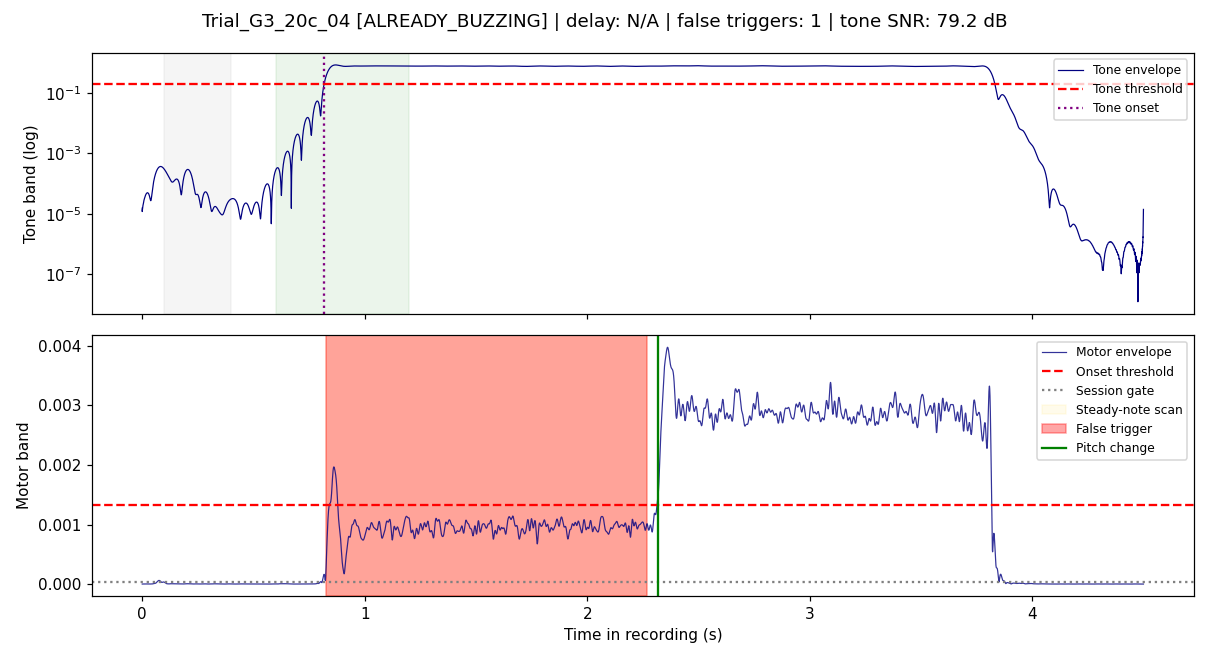 Trial_G3_20c_04 [ALREADY_BUZZING] | delay: N/A | false triggers: 1 | tone SNR: 79.2 dB
Tone band (log)
10⁻¹
10⁻³
10⁻⁵
10⁻⁷
Tone envelope
Tone threshold
Tone onset
Motor band
0.004
0.003
0.002
0.001
0.000
Motor envelope
Onset threshold
Session gate
Steady-note scan
False trigger
Pitch change
0 1 2 3 4
Time in recording (s)